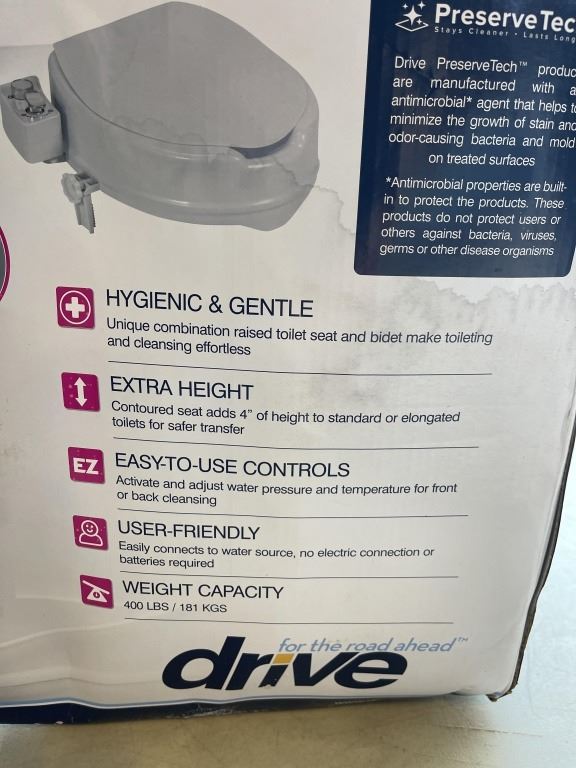 PreserveTec
Stays Cleaner • Lasts Long
Drive PreserveTech™ produc
are manufactured with a
antimicrobial* agent that helps t
minimize the growth of stain and
odor-causing bacteria and mold
on treated surfaces
*Antimicrobial properties are built-
in to protect the products. These
products do not protect users or
others against bacteria, viruses,
germs or other disease organisms
HYGIENIC & GENTLE
Unique combination raised toilet seat and bidet make toileting
and cleansing effortless
EXTRA HEIGHT
Contoured seat adds 4" of height to standard or elongated
toilets for safer transfer
EZ
EASY-TO-USE CONTROLS
Activate and adjust water pressure and temperature for front
or back cleansing
USER-FRIENDLY
Easily connects to water source, no electric connection or
batteries required
WEIGHT CAPACITY
400 LBS / 181 KGS
for the road ahead™
drive